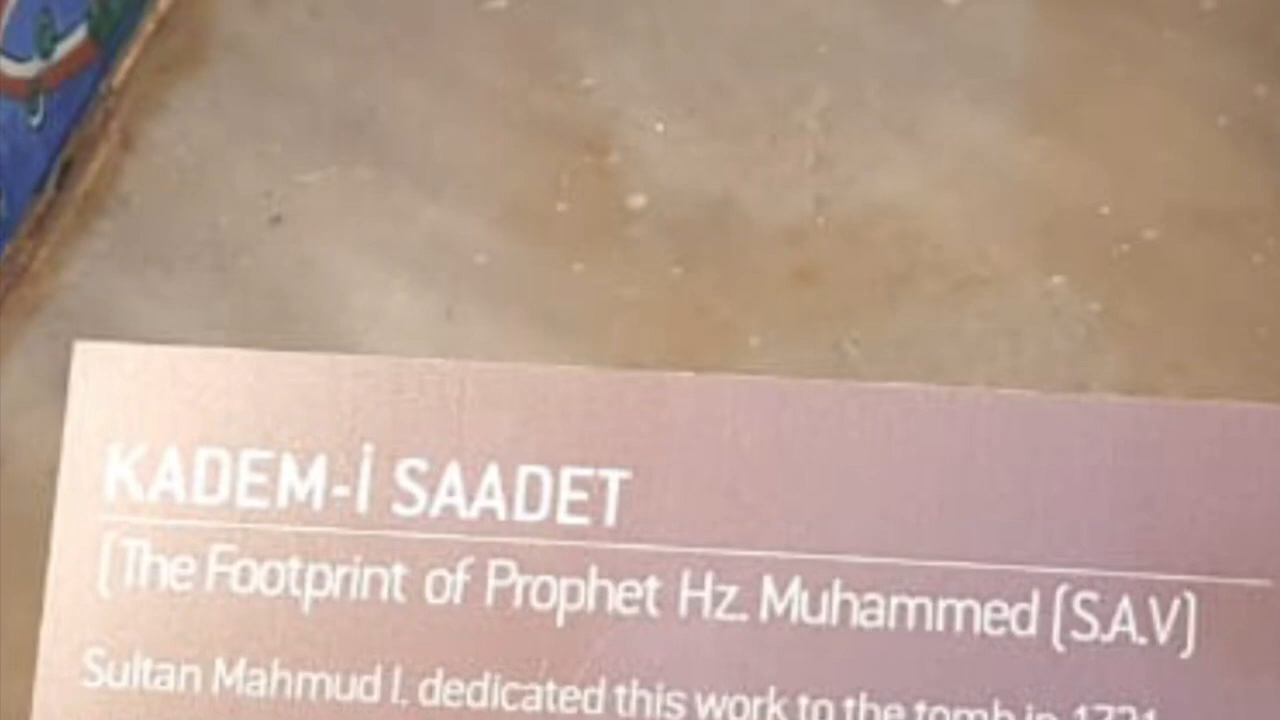 KADEM-İ SAADET
(The Footprint of Prophet Hz. Muhammed (S.A.V)
Sultan Mahmud I. dedicated this work to the tomb in